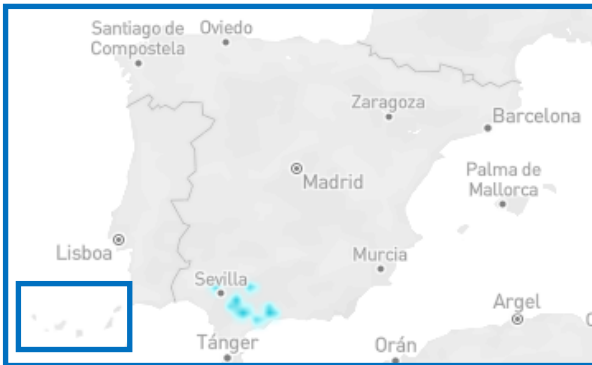 Santiago de
Compostela
Oviedo
Zaragoza
Barcelona
Madrid
Palma de
Mallorca
Lisboa
Murcia
Sevilla
Argel
Tánger
Orán